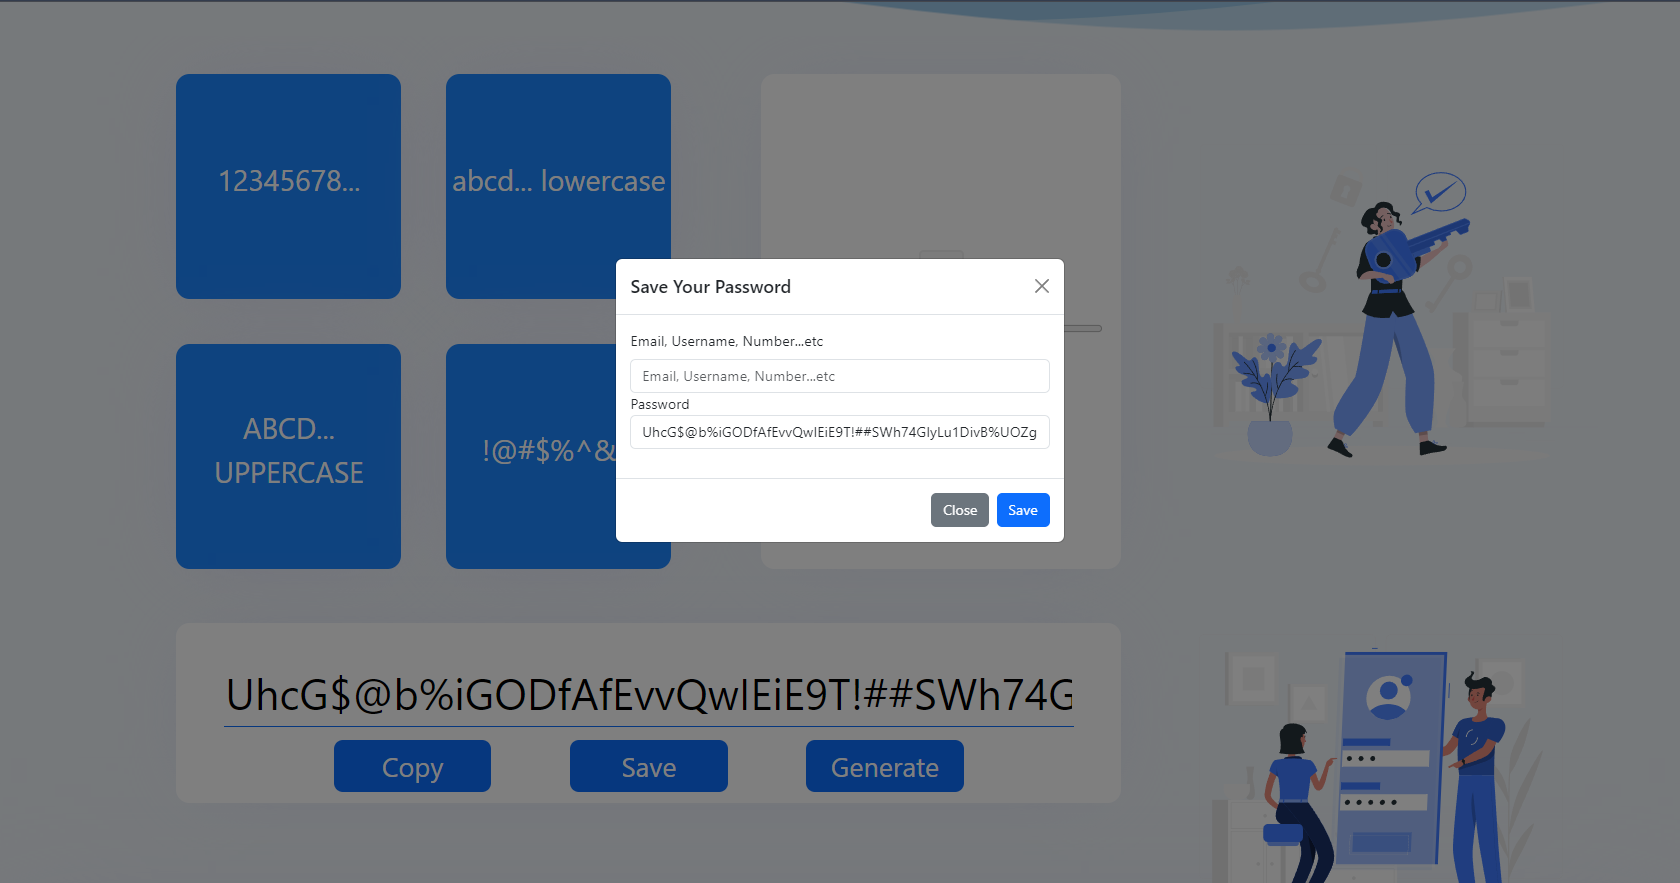 12345678...
abcd... lowercase
ABCD...
UPPERCASE
!@#$%^&
Save Your Password
Email, Username, Number...etc
Email, Username, Number...etc
Password
UhcG$@b%iGODfAfEvvQwIEiE9T!##SWh74GlyLu1DivB%UOZg
Close Save
UhcG$@b%iGODfAfEvvQwIEiE9T!##SWh74G
Copy Save Generate